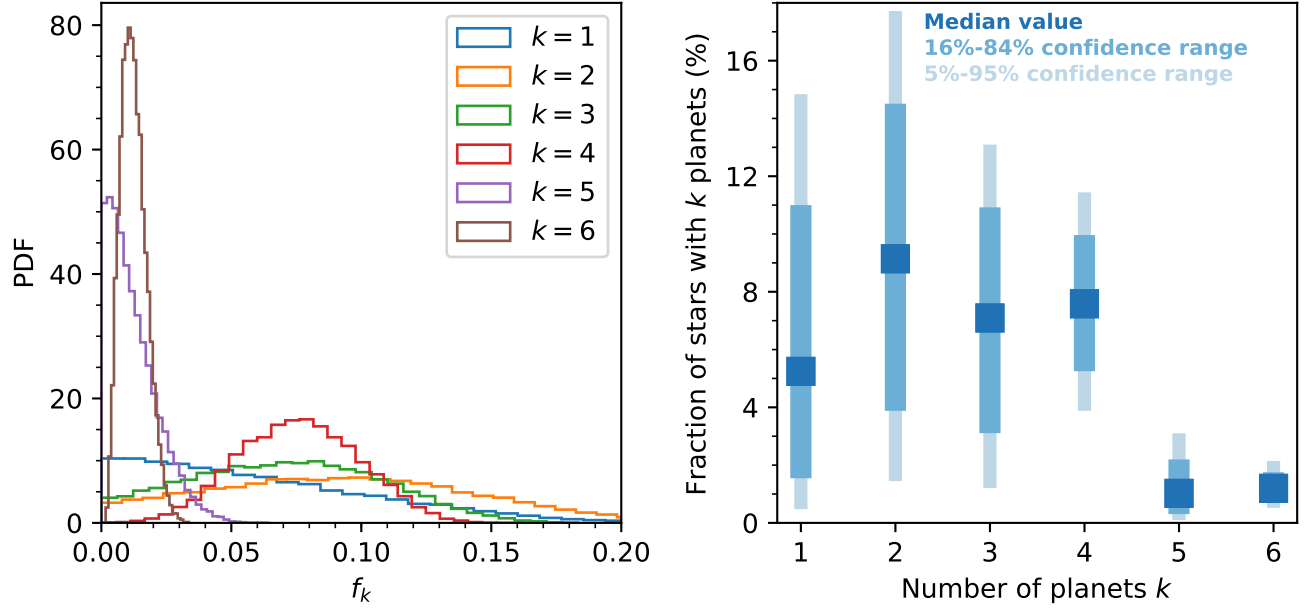 80
60
40
20
0
PDF
0.00
0.05
0.10
0.15
0.20
f_k
k = 1
k = 2
k = 3
k = 4
k = 5
k = 6
Median value
16%-84% confidence range
5%-95% confidence range
16
12
8
4
0
Fraction of stars with k planets (%)
1
2
3
4
5
6
Number of planets k